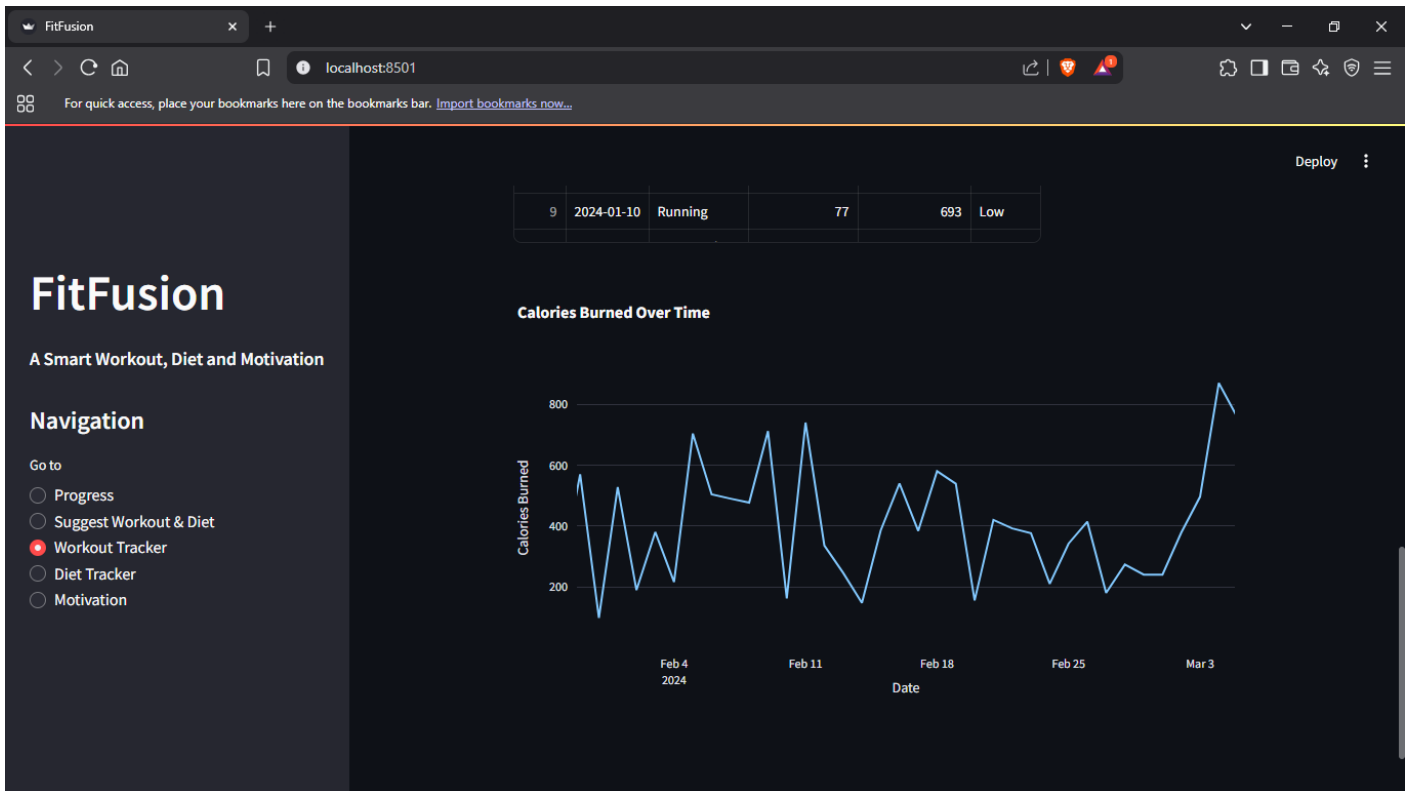 FitFusion
localhost:8501
1
For quick access, place your bookmarks here on the bookmarks bar. Import bookmarks now...
Deploy
9 2024-01-10 Running 77 693 Low
FitFusion
A Smart Workout, Diet and Motivation
Navigation
Go to
Progress
Suggest Workout & Diet
Workout Tracker
Diet Tracker
Motivation
Calories Burned Over Time
Calories Burned
800
600
400
200
Feb 4 Feb 11 Feb 18 Feb 25 Mar 3
2024
Date